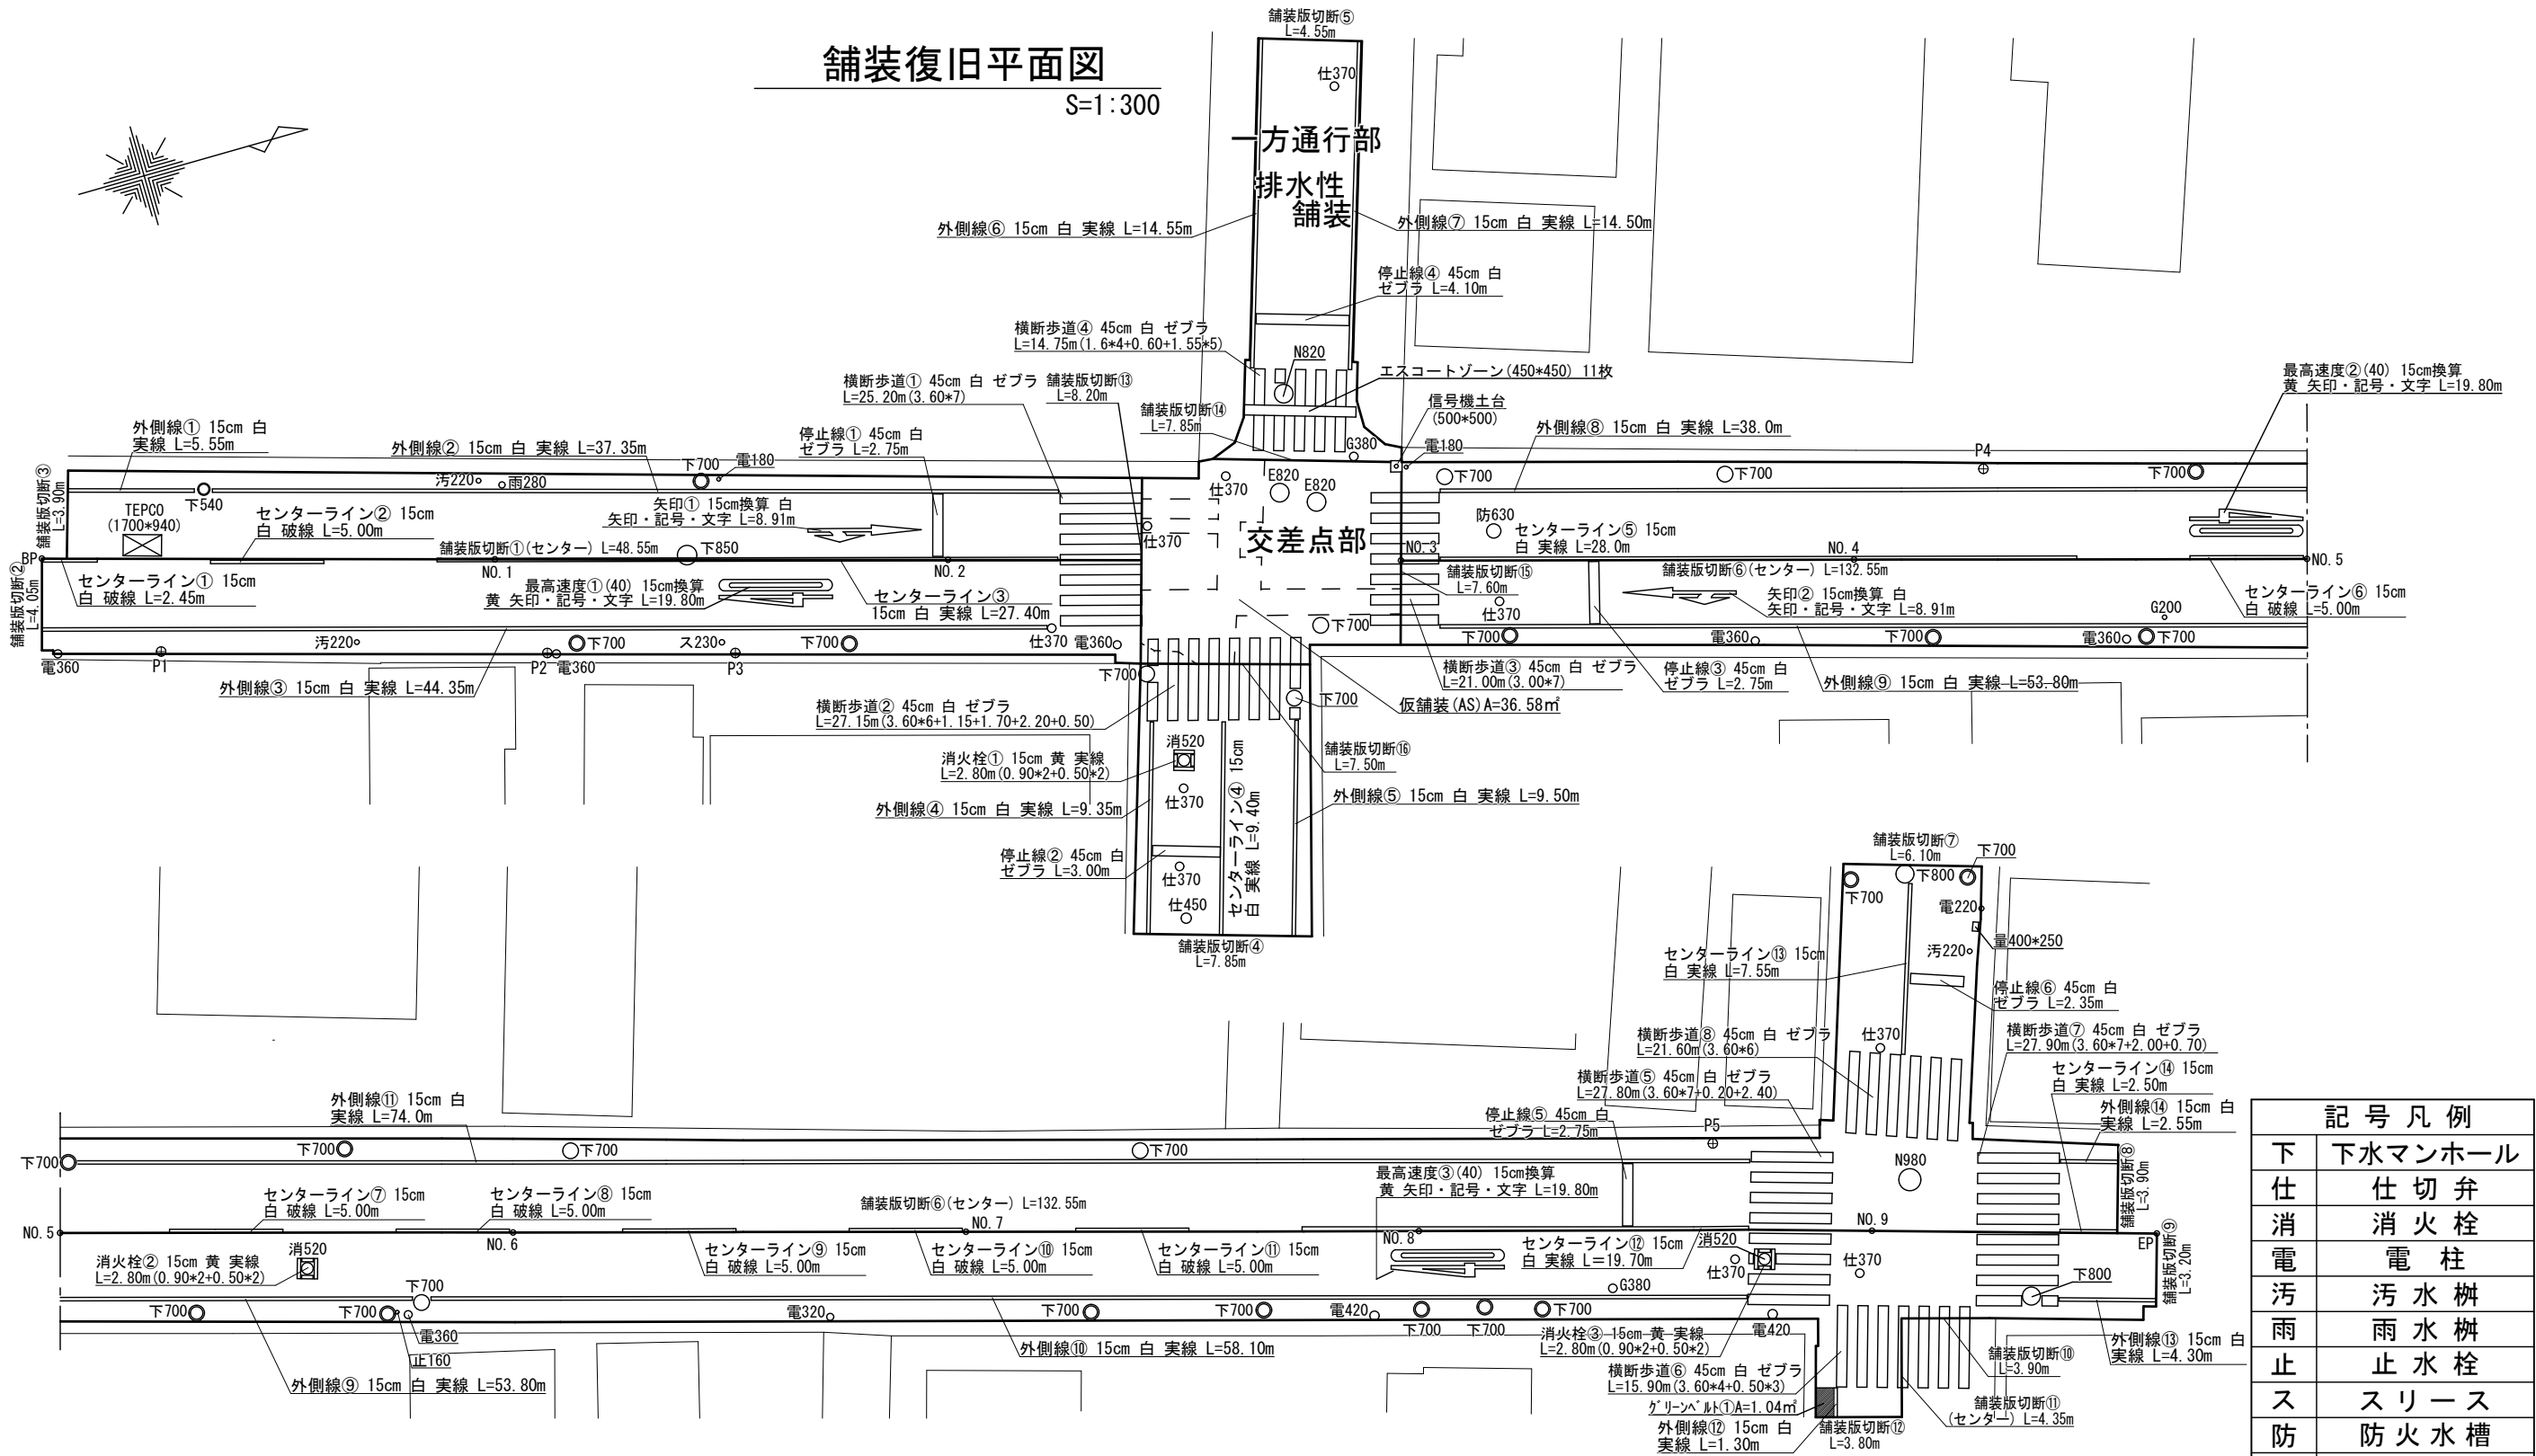 舗装復旧平面図
S=1:300
舗装版切断⑤
L=4.55m
仕370
一方通行部
排水性
舗装
外側線⑥ 15cm 白 実線 L=14.55m
外側線⑦ 15cm 白 実線 L=14.50m
停止線④ 45cm 白
ゼブラ L=4.10m
横断歩道④ 45cm 白 ゼブラ
L=14.75m(1.6*4+0.60+1.55*5)
N820
エスコートゾーン(450*450) 11枚
最高速度②(40) 15cm換算
黄 矢印・記号・文字 L=19.80m
横断歩道① 45cm 白 ゼブラ
L=25.20m(3.60*7)
舗装版切断⑬
L=8.20m
舗装版切断⑭
L=7.85m
信号機土台
(500*500)
外側線① 15cm 白
実線 L=5.55m
外側線② 15cm 白 実線 L=37.35m
停止線① 45cm 白
ゼブラ L=2.75m
G380
電180
外側線⑧ 15cm 白 実線 L=38.0m
P4
舗装版切断③
L=3.90m
汚220
雨280
下700
電180
仕370
E820
E820
下700
下700
下700
下540
TEPCO
(1700*940)
センターライン② 15cm
白 破線 L=5.00m
矢印① 15cm換算 白
矢印・記号・文字 L=8.91m
仕370
交差点部
防630
センターライン⑤ 15cm
白 実線 L=28.0m
BP
舗装版切断①(センター) L=48.55m
下850
NO.1
NO.2
NO.3
NO.4
NO.5
舗装版切断②
L=4.05m
センターライン① 15cm
白 破線 L=2.45m
最高速度①(40) 15cm換算
黄 矢印・記号・文字 L=19.80m
センターライン③
15cm 白 実線 L=27.40m
舗装版切断⑮
L=7.60m
仕370
舗装版切断⑥(センター) L=132.55m
矢印② 15cm換算 白
矢印・記号・文字 L=8.91m
センターライン⑥ 15cm
白 破線 L=5.00m
G200
電360
P1
汚220
P2
電360
下700
ス230
P3
下700
仕370
電360
下700
下700
電360
下700
電360
下700
外側線③ 15cm 白 実線 L=44.35m
下700
横断歩道③ 45cm 白 ゼブラ
L=21.00m(3.00*7)
停止線③ 45cm 白
ゼブラ L=2.75m
外側線⑨ 15cm 白 実線 L=53.80m
横断歩道② 45cm 白 ゼブラ
L=27.15m(3.60*6+1.15+1.70+2.20+0.50)
下700
仮舗装(AS)A=36.58㎡
消火栓① 15cm 黄 実線
L=2.80m(0.90*2+0.50*2)
消520
舗装版切断⑯
L=7.50m
仕370
外側線④ 15cm 白 実線 L=9.35m
センターライン④ 15cm
白 実線 L=9.40m
外側線⑤ 15cm 白 実線 L=9.50m
停止線② 45cm 白
ゼブラ L=3.00m
仕370
仕450
舗装版切断④
L=7.85m
舗装版切断⑦
L=6.10m
下700
下700
下800
電220
量400*250
汚220
センターライン⑬ 15cm
白 実線 L=7.55m
停止線⑥ 45cm 白
ゼブラ L=2.35m
横断歩道⑧ 45cm 白 ゼブラ
L=21.60m(3.60*6)
仕370
横断歩道⑦ 45cm 白 ゼブラ
L=27.90m(3.60*7+2.00+0.70)
横断歩道⑤ 45cm 白 ゼブラ
L=27.80m(3.60*7+0.20+2.40)
センターライン⑭ 15cm
白 実線 L=2.50m
外側線⑪ 15cm 白
実線 L=74.0m
停止線⑤ 45cm 白
ゼブラ L=2.75m
P5
外側線⑭ 15cm 白
実線 L=2.55m
下700
下700
下700
下700
最高速度③(40) 15cm換算
黄 矢印・記号・文字 L=19.80m
N980
舗装版切断⑧
L=3.90m
センターライン⑦ 15cm
白 破線 L=5.00m
センターライン⑧ 15cm
白 破線 L=5.00m
舗装版切断⑥(センター) L=132.55m
NO.5
NO.6
NO.7
NO.8
NO.9
EP
消火栓② 15cm 黄 実線
L=2.80m(0.90*2+0.50*2)
消520
センターライン⑨ 15cm
白 破線 L=5.00m
センターライン⑩ 15cm
白 破線 L=5.00m
センターライン⑪ 15cm
白 破線 L=5.00m
センターライン⑫ 15cm
白 実線 L=19.70m
消520
仕370
仕370
舗装版切断⑨
L=3.20m
G380
下800
下700
下700
下700
電360
止160
電320
下700
下700
電420
下700
下700
下700
電420
外側線⑨ 15cm 白 実線 L=53.80m
外側線⑩ 15cm 白 実線 L=58.10m
消火栓③ 15cm 黄 実線
L=2.80m(0.90*2+0.50*2)
横断歩道⑥ 45cm 白 ゼブラ
L=15.90m(3.60*4+0.50*3)
グリーンベルト①A=1.04㎡
外側線⑫ 15cm 白
実線 L=1.30m
舗装版切断⑫
L=3.80m
舗装版切断⑩
L=3.90m
舗装版切断⑪
(センター) L=4.35m
外側線⑬ 15cm 白
実線 L=4.30m
記号凡例
下 下水マンホール
仕 仕切弁
消 消火栓
電 電柱
汚 汚水桝
雨 雨水桝
止 止水栓
ス スリース
防 防火水槽